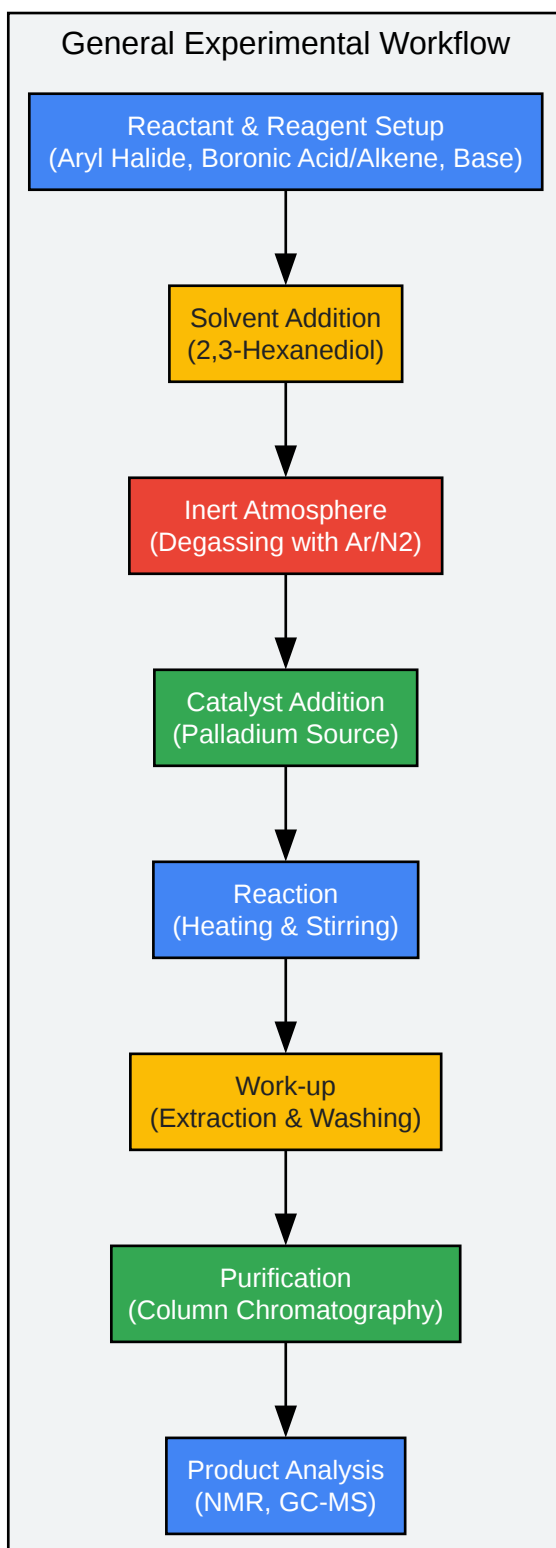 General Experimental Workflow
Reactant & Reagent Setup
(Aryl Halide, Boronic Acid/Alkene, Base)
Solvent Addition
(2,3-Hexanediol)
Inert Atmosphere
(Degassing with Ar/N2)
Catalyst Addition
(Palladium Source)
Reaction
(Heating & Stirring)
Work-up
(Extraction & Washing)
Purification
(Column Chromatography)
Product Analysis
(NMR, GC-MS)